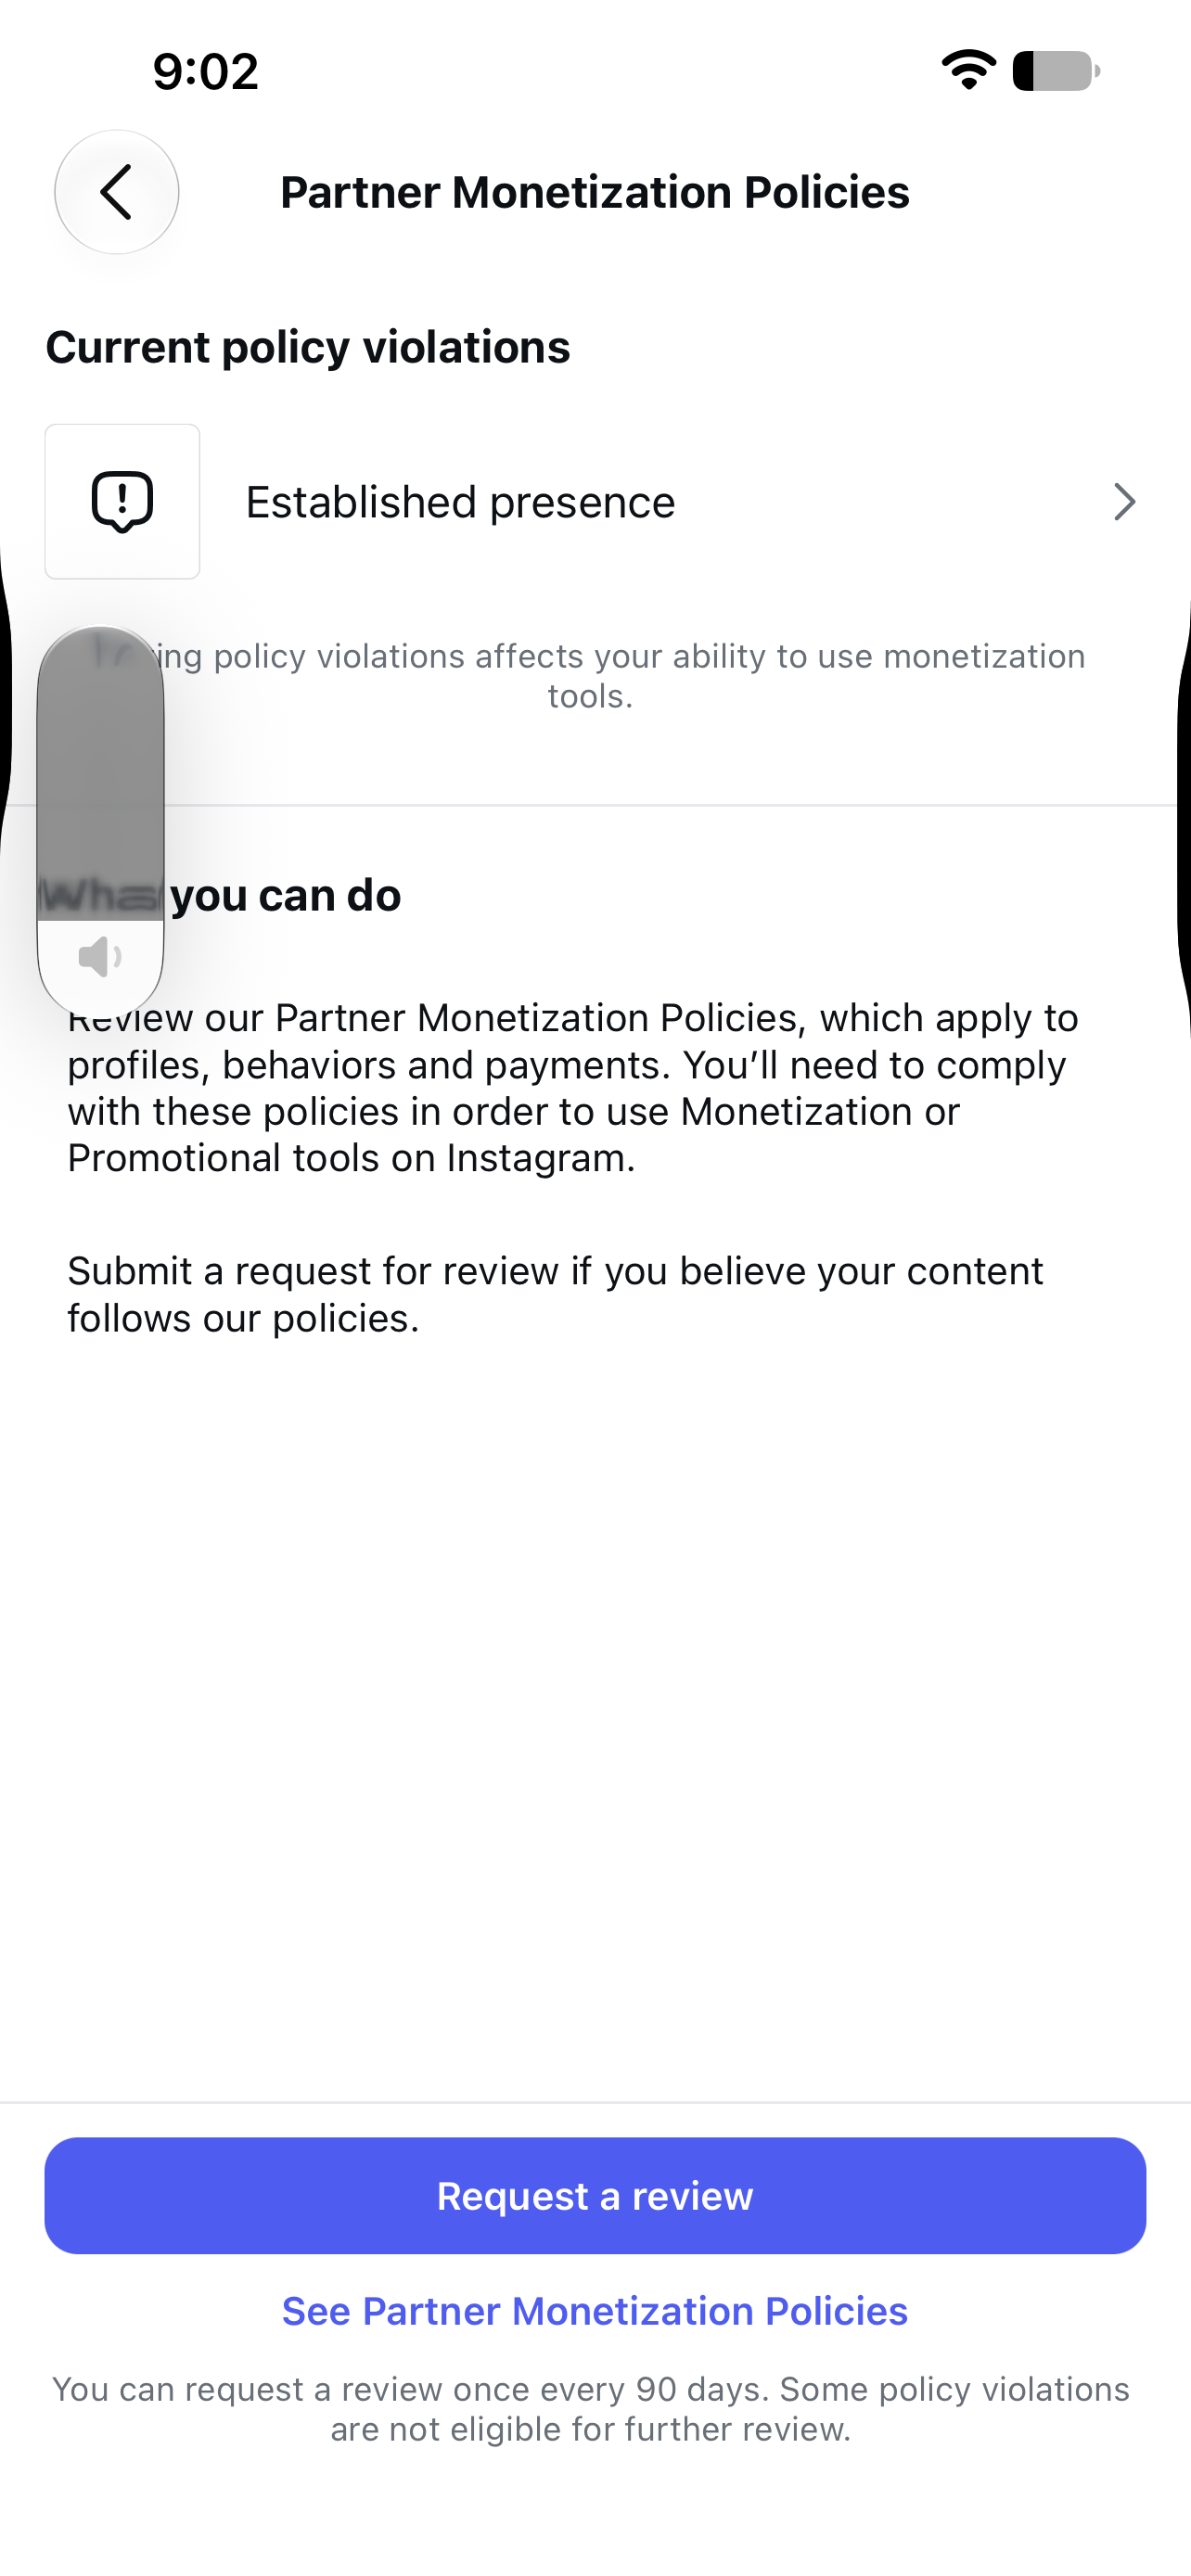 9:02
Partner Monetization Policies
Current policy violations
Established presence
ing policy violations affects your ability to use monetization
tools.
you can do
Review our Partner Monetization Policies, which apply to
profiles, behaviors and payments. You’ll need to comply
with these policies in order to use Monetization or
Promotional tools on Instagram.
Submit a request for review if you believe your content
follows our policies.
Request a review
See Partner Monetization Policies
You can request a review once every 90 days. Some policy violations
are not eligible for further review.